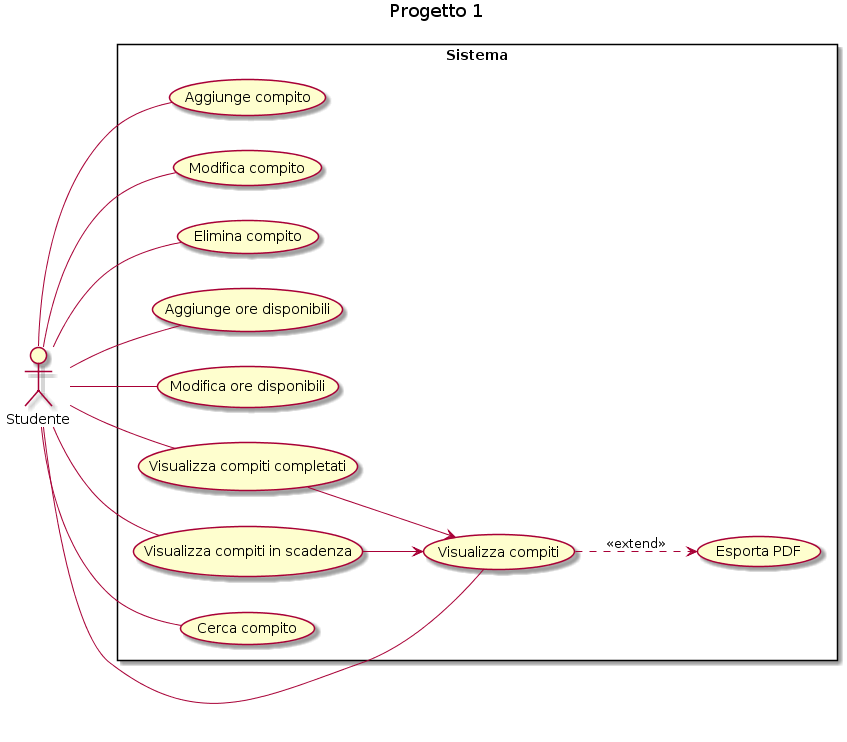 Progetto 1
Sistema
Aggiunge compito
Modifica compito
Elimina compito
Aggiunge ore disponibili
Studente
Modifica ore disponibili
Visualizza compiti completati
Visualizza compiti in scadenza
Visualizza compiti
«extend»
Esporta PDF
Cerca compito